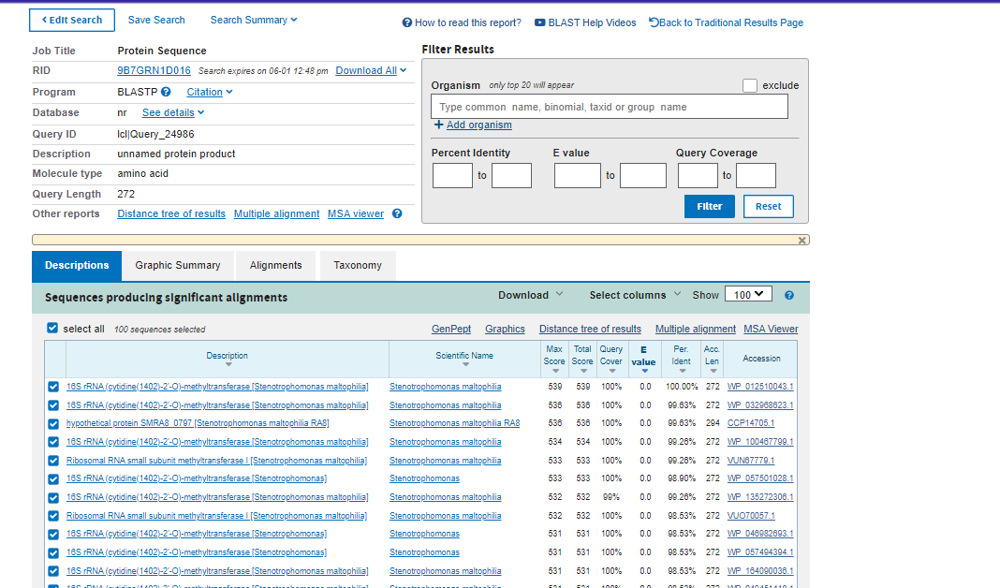 Edit Search Save Search Search Summary How to read this report? BLAST Help Videos Back to Traditional Results Page
Job Title Protein Sequence
RID 9B7GRN1D016 Search expires on 06-01 12:48 pm Download All
Program BLASTP Citation
Database nr See details
Query ID lcl|Query_24986
Description unnamed protein product
Molecule type amino acid
Query Length 272
Other reports Distance tree of results Multiple alignment MSA viewer
Filter Results
Organism only top 20 will appear exclude
Type common name, binomial, taxid or group name
+ Add organism
Percent Identity E value Query Coverage
to to to
Filter Reset
Descriptions Graphic Summary Alignments Taxonomy
Sequences producing significant alignments Download Select columns Show 100
select all 100 sequences selected GenPept Graphics Distance tree of results Multiple alignment MSA Viewer
Description Scientific Name Max Score Total Score Query Cover E value Per. Ident Acc. Len Accession
16S rRNA (cytidine(1402)-2'-O)-methyltransferase [Stenotrophomonas maltophilia] Stenotrophomonas maltophilia 539 539 100% 0.0 100.00% 272 WP_012510043.1
16S rRNA (cytidine(1402)-2'-O)-methyltransferase [Stenotrophomonas maltophilia] Stenotrophomonas maltophilia 536 536 100% 0.0 99.63% 272 WP_032968623.1
hypothetical protein SMRA8_0797 [Stenotrophomonas maltophilia RA8] Stenotrophomonas maltophilia RA8 536 536 100% 0.0 99.63% 294 CCP14705.1
16S rRNA (cytidine(1402)-2'-O)-methyltransferase [Stenotrophomonas maltophilia] Stenotrophomonas maltophilia 534 534 100% 0.0 99.26% 272 WP_100467799.1
Ribosomal RNA small subunit methyltransferase I [Stenotrophomonas maltophilia] Stenotrophomonas maltophilia 533 533 100% 0.0 99.26% 272 VUN67779.1
16S rRNA (cytidine(1402)-2'-O)-methyltransferase [Stenotrophomonas] Stenotrophomonas 533 533 100% 0.0 98.90% 272 WP_057501028.1
16S rRNA (cytidine(1402)-2'-O)-methyltransferase [Stenotrophomonas maltophilia] Stenotrophomonas maltophilia 532 532 99% 0.0 99.26% 272 WP_135272306.1
Ribosomal RNA small subunit methyltransferase I [Stenotrophomonas maltophilia] Stenotrophomonas maltophilia 532 532 100% 0.0 98.53% 272 VUO70057.1
16S rRNA (cytidine(1402)-2'-O)-methyltransferase [Stenotrophomonas] Stenotrophomonas 531 531 100% 0.0 98.53% 272 WP_046982693.1
16S rRNA (cytidine(1402)-2'-O)-methyltransferase [Stenotrophomonas] Stenotrophomonas 531 531 100% 0.0 98.53% 272 WP_057494394.1
16S rRNA (cytidine(1402)-2'-O)-methyltransferase [Stenotrophomonas maltophilia] Stenotrophomonas maltophilia 531 531 100% 0.0 98.53% 272 WP_164090036.1